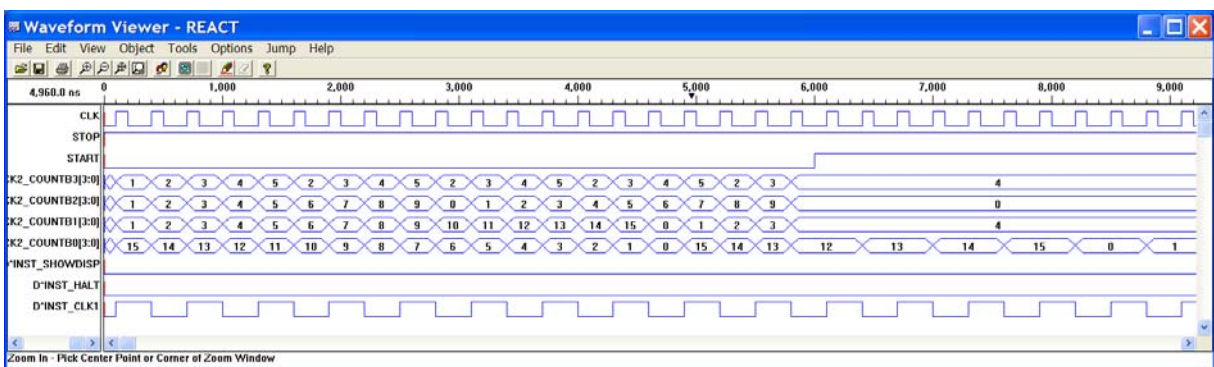 Waveform Viewer - REACT
File Edit View Object Tools Options Jump Help
4,960.0 ns 0 1,000 2,000 3,000 4,000 5,000 6,000 7,000 8,000 9,000
CLK
STOP
START
K2_COUNTB3[3:0] 1 2 3 4 5 2 3 4 5 2 3 4 5 2 3 4 5 2 3 4
K2_COUNTB2[3:0] 1 2 3 4 5 6 7 8 9 0 1 2 3 4 5 6 7 8 9 0
K2_COUNTB1[3:0] 1 2 3 4 5 6 7 8 9 10 11 12 13 14 15 0 1 2 3 4
K2_COUNTB0[3:0] 15 14 13 12 11 10 9 8 7 6 5 4 3 2 1 0 15 14 13 12 13 14 15 0 1
*INST_SHOWDISP
D*INST_HALT
D*INST_CLK1
Zoom In - Pick Center Point or Corner of Zoom Window